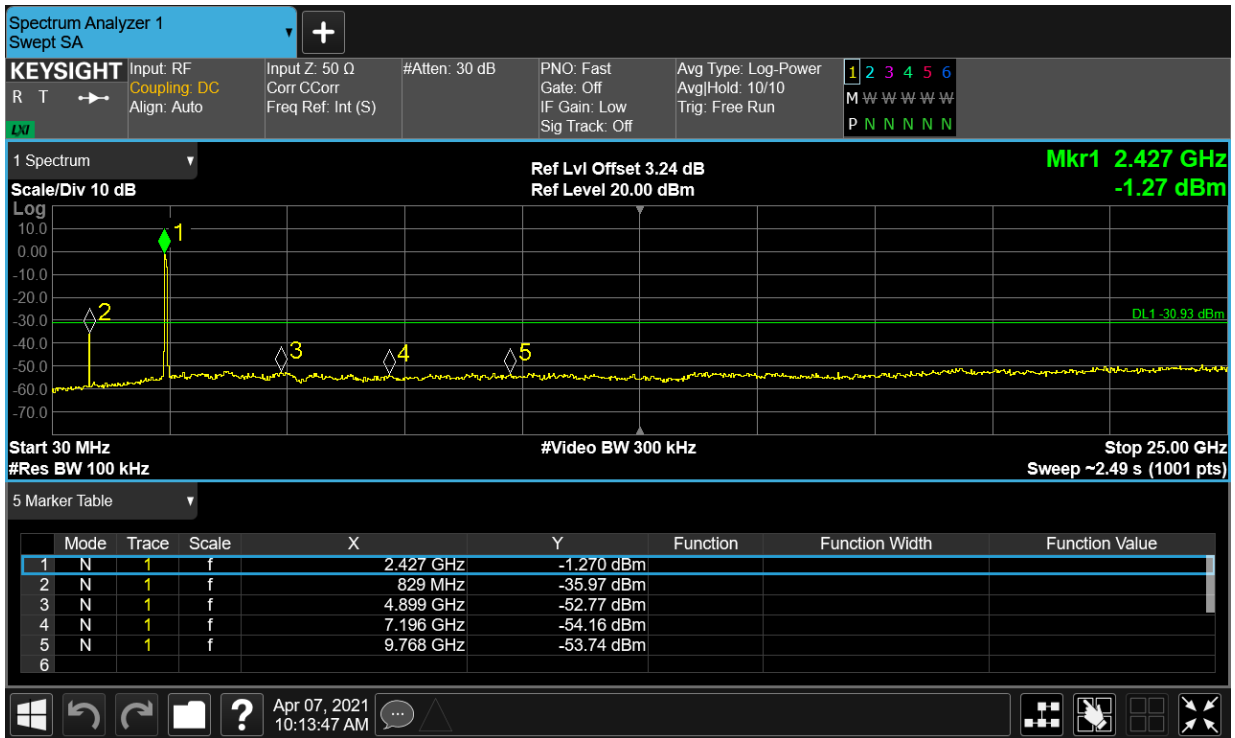 Spectrum Analyzer 1
Swept SA
KEYSIGHT
R T
LXI
Input: RF
Coupling: DC
Align: Auto
Input Z: 50 Ω
Corr CCorr
Freq Ref: Int (S)
#Atten: 30 dB
PNO: Fast
Gate: Off
IF Gain: Low
Sig Track: Off
Avg Type: Log-Power
Avg|Hold: 10/10
Trig: Free Run
1 2 3 4 5 6
M W W W W W
P N N N N N
1 Spectrum
Scale/Div 10 dB
Ref Lvl Offset 3.24 dB
Ref Level 20.00 dBm
Mkr1 2.427 GHz
-1.27 dBm
Log
10.0
0.00
-10.0
-20.0
-30.0
-40.0
-50.0
-60.0
-70.0
1
2
3
4
5
DL1 -30.93 dBm
Start 30 MHz
#Video BW 300 kHz
Stop 25.00 GHz
#Res BW 100 kHz
Sweep ~2.49 s (1001 pts)
5 Marker Table
Mode Trace Scale X Y Function Function Width Function Value
1 N 1 f 2.427 GHz -1.270 dBm
2 N 1 f 829 MHz -35.97 dBm
3 N 1 f 4.899 GHz -52.77 dBm
4 N 1 f 7.196 GHz -54.16 dBm
5 N 1 f 9.768 GHz -53.74 dBm
6
?
Apr 07, 2021
10:13:47 AM